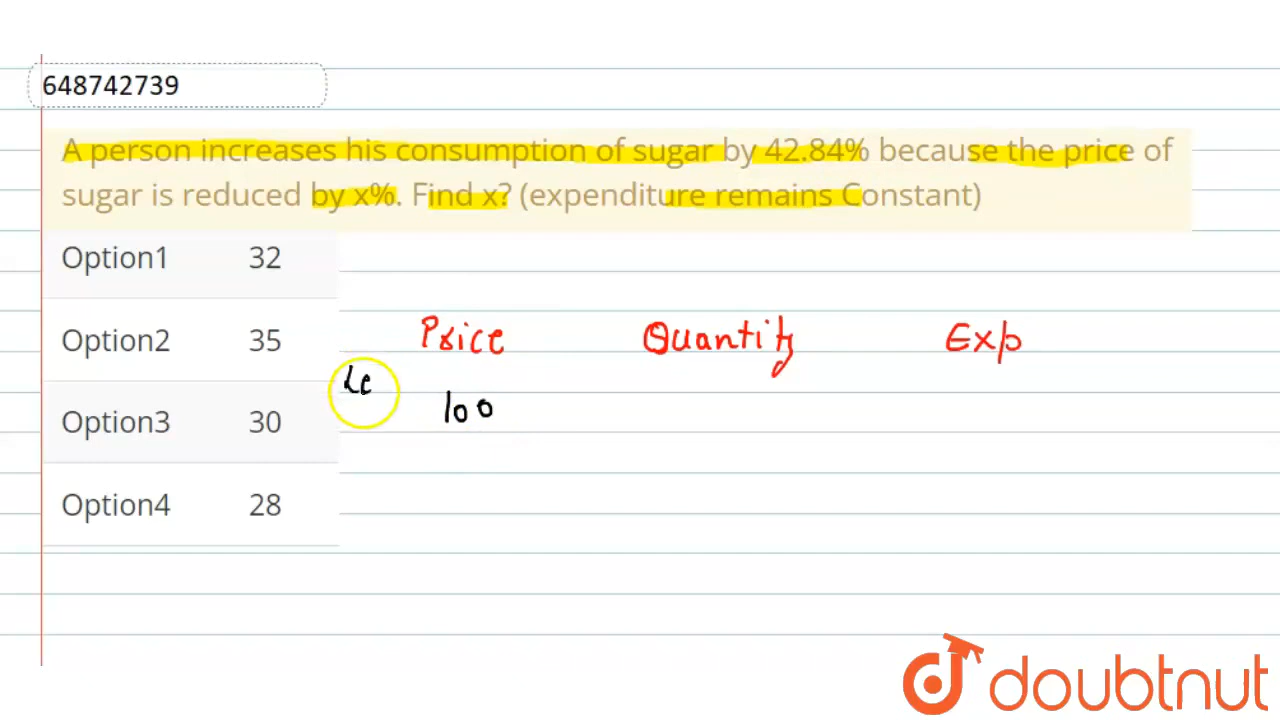 648742739
A person increases his consumption of sugar by 42.84% because the price of
sugar is reduced by x%. Find x? (expenditure remains Constant)
Option1 32
Option2 35
Option3 30
Option4 28
Price Quantity Exp
Le 100
doubtnut